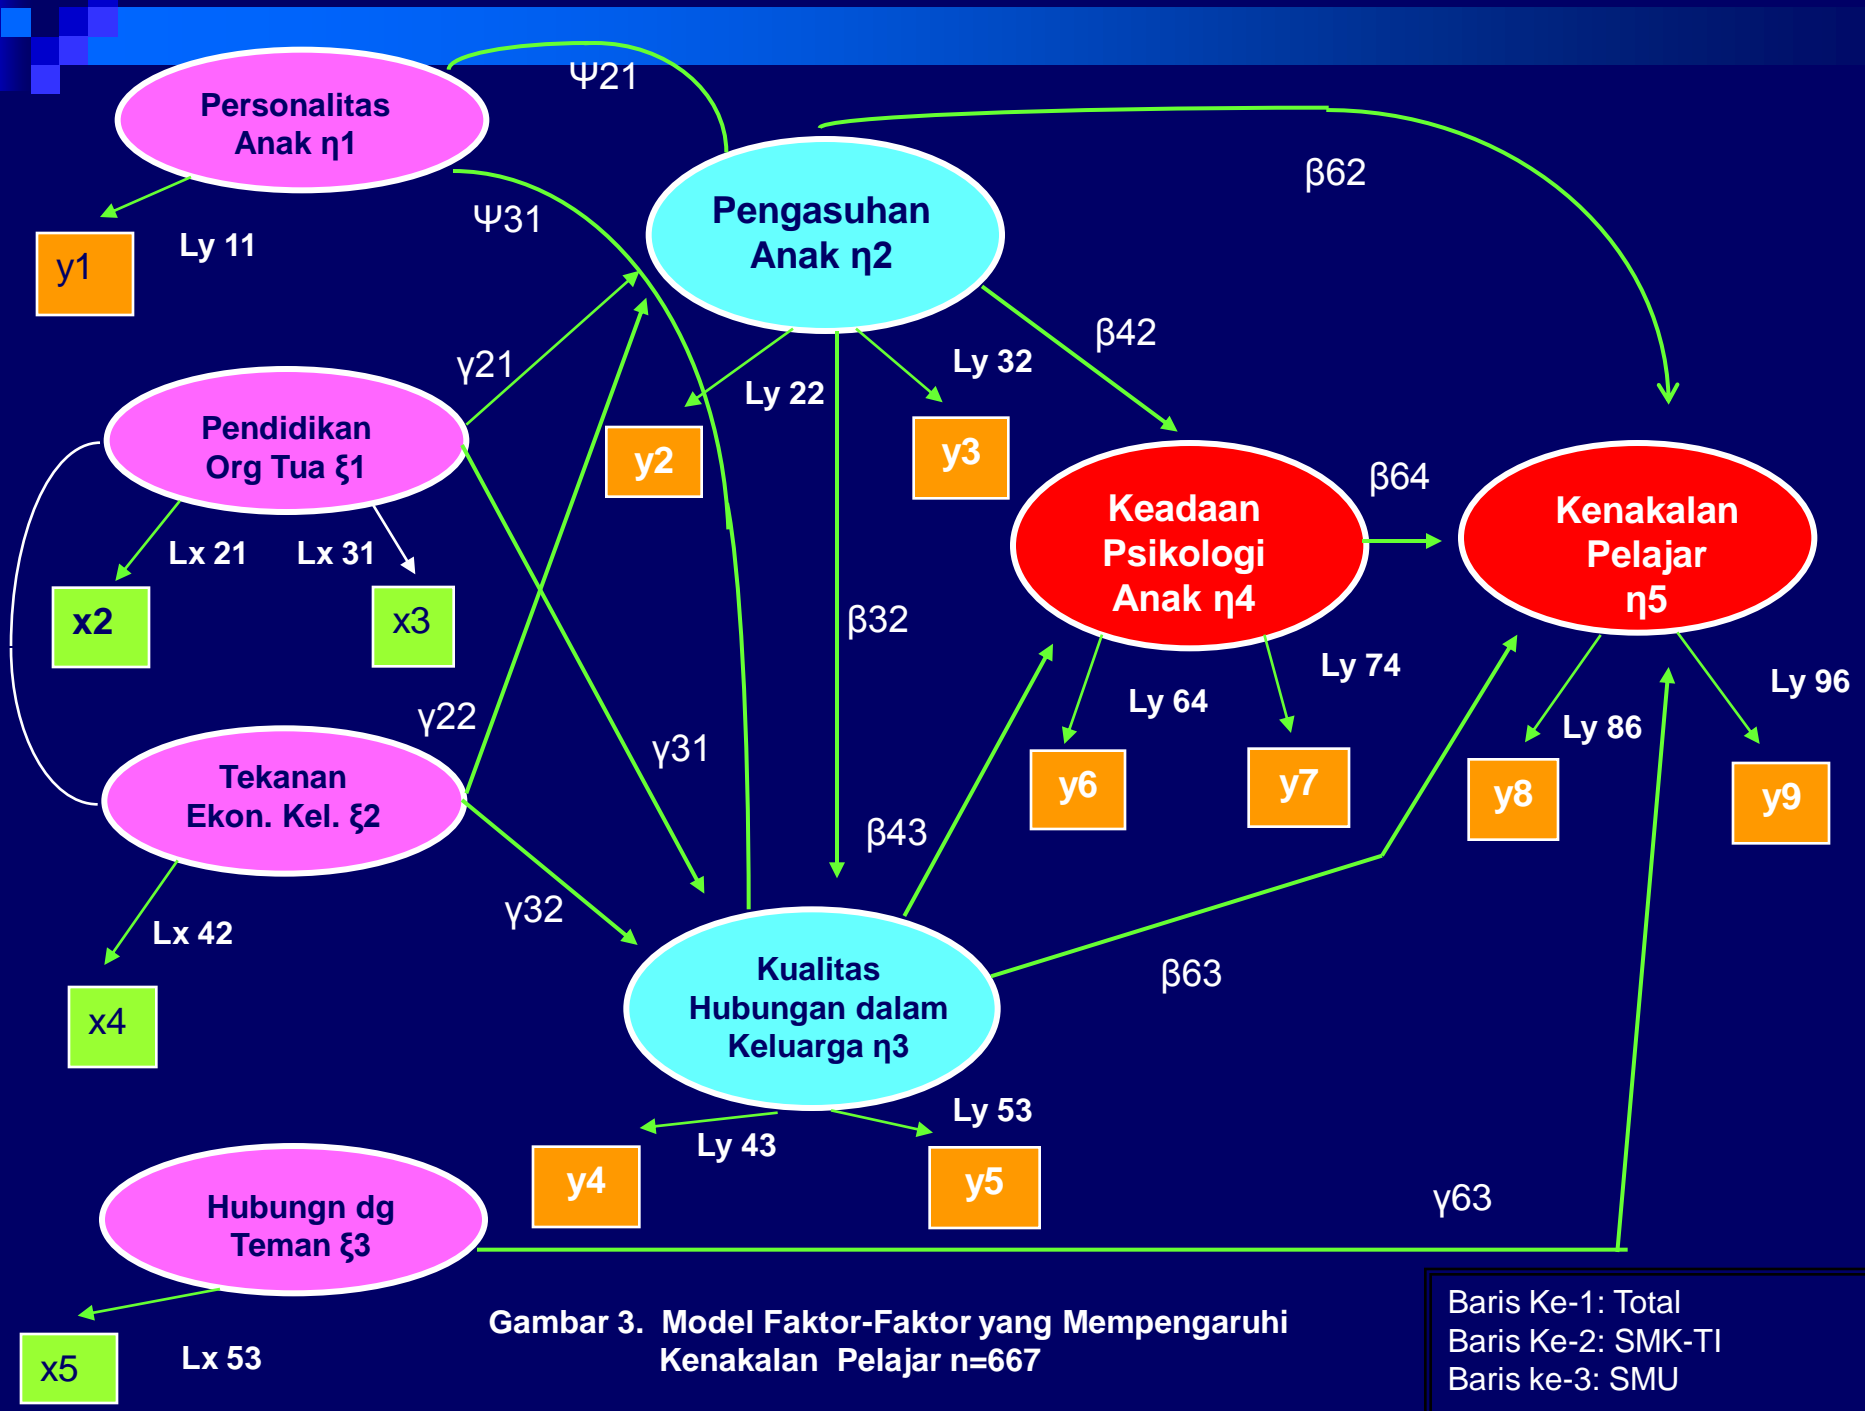 Personalitas
Anak η1
Ψ21
β62
Ψ31
Pengasuhan
Anak η2
y1
Ly 11
γ21
β42
Ly 32
Ly 22
Pendidikan
Org Tua ξ1
y2
y3
β64
Keadaan
Psikologi
Anak η4
Kenakalan
Pelajar
η5
Lx 21
Lx 31
x2
x3
β32
Ly 74
Ly 64
Ly 96
Ly 86
γ22
γ31
Tekanan
Ekon. Kel. ξ2
y6
y7
y8
y9
β43
γ32
Lx 42
β63
x4
Kualitas
Hubungan dalam
Keluarga η3
Ly 53
Ly 43
y4
y5
γ63
Hubungn dg
Teman ξ3
x5
Lx 53
Gambar 3. Model Faktor-Faktor yang Mempengaruhi
Kenakalan Pelajar n=667
Baris Ke-1: Total
Baris Ke-2: SMK-TI
Baris ke-3: SMU